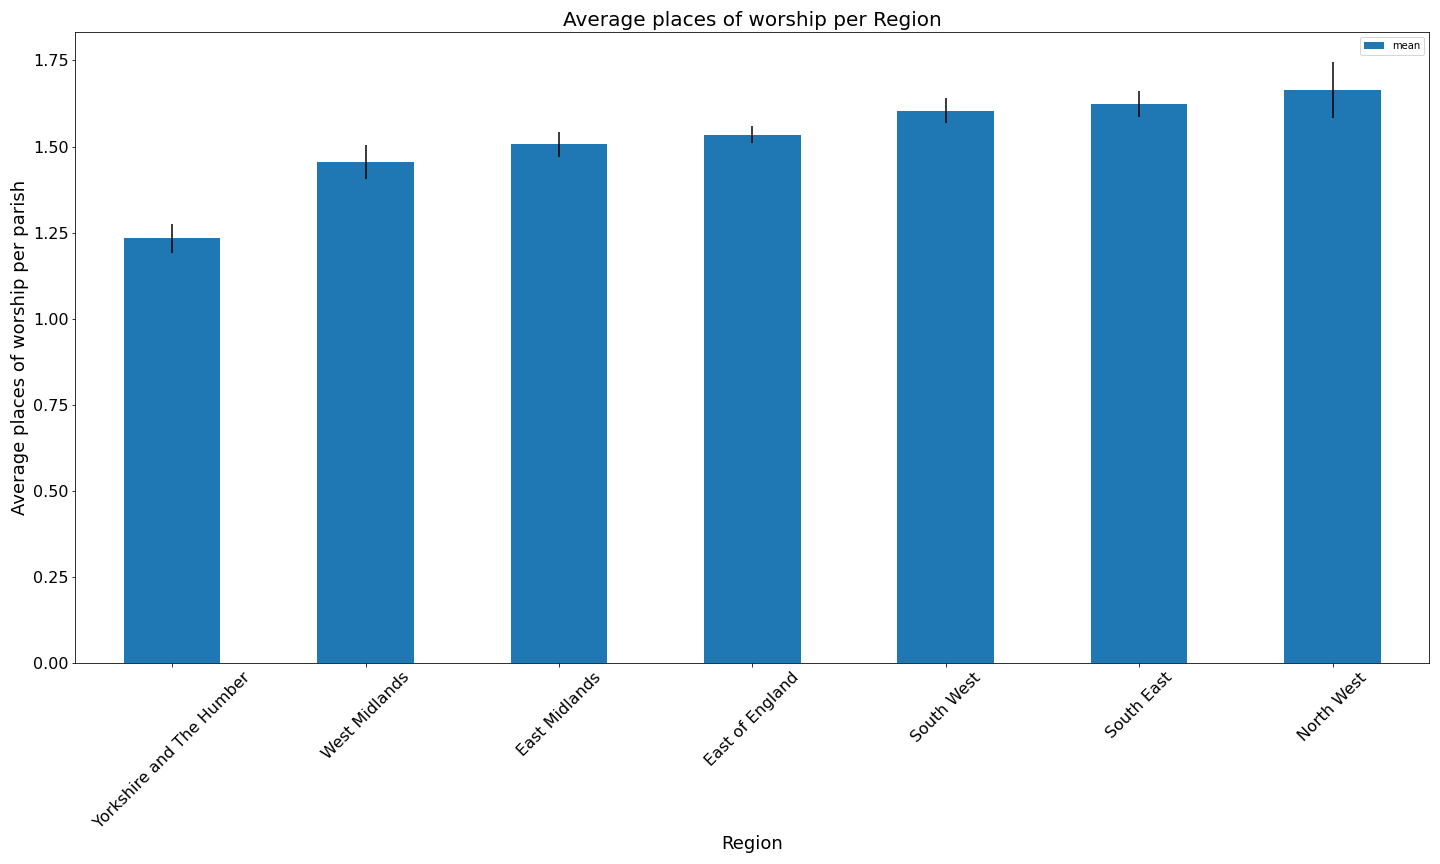 Average places of worship per Region
mean
Average places of worship per parish
1.75
1.50
1.25
1.00
0.75
0.50
0.25
0.00
Yorkshire and The Humber
West Midlands
East Midlands
East of England
South West
South East
North West
Region